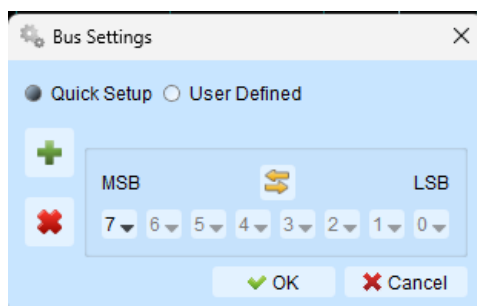 Bus Settings
Quick Setup User Defined
MSB LSB
7 6 5 4 3 2 1 0
OK Cancel